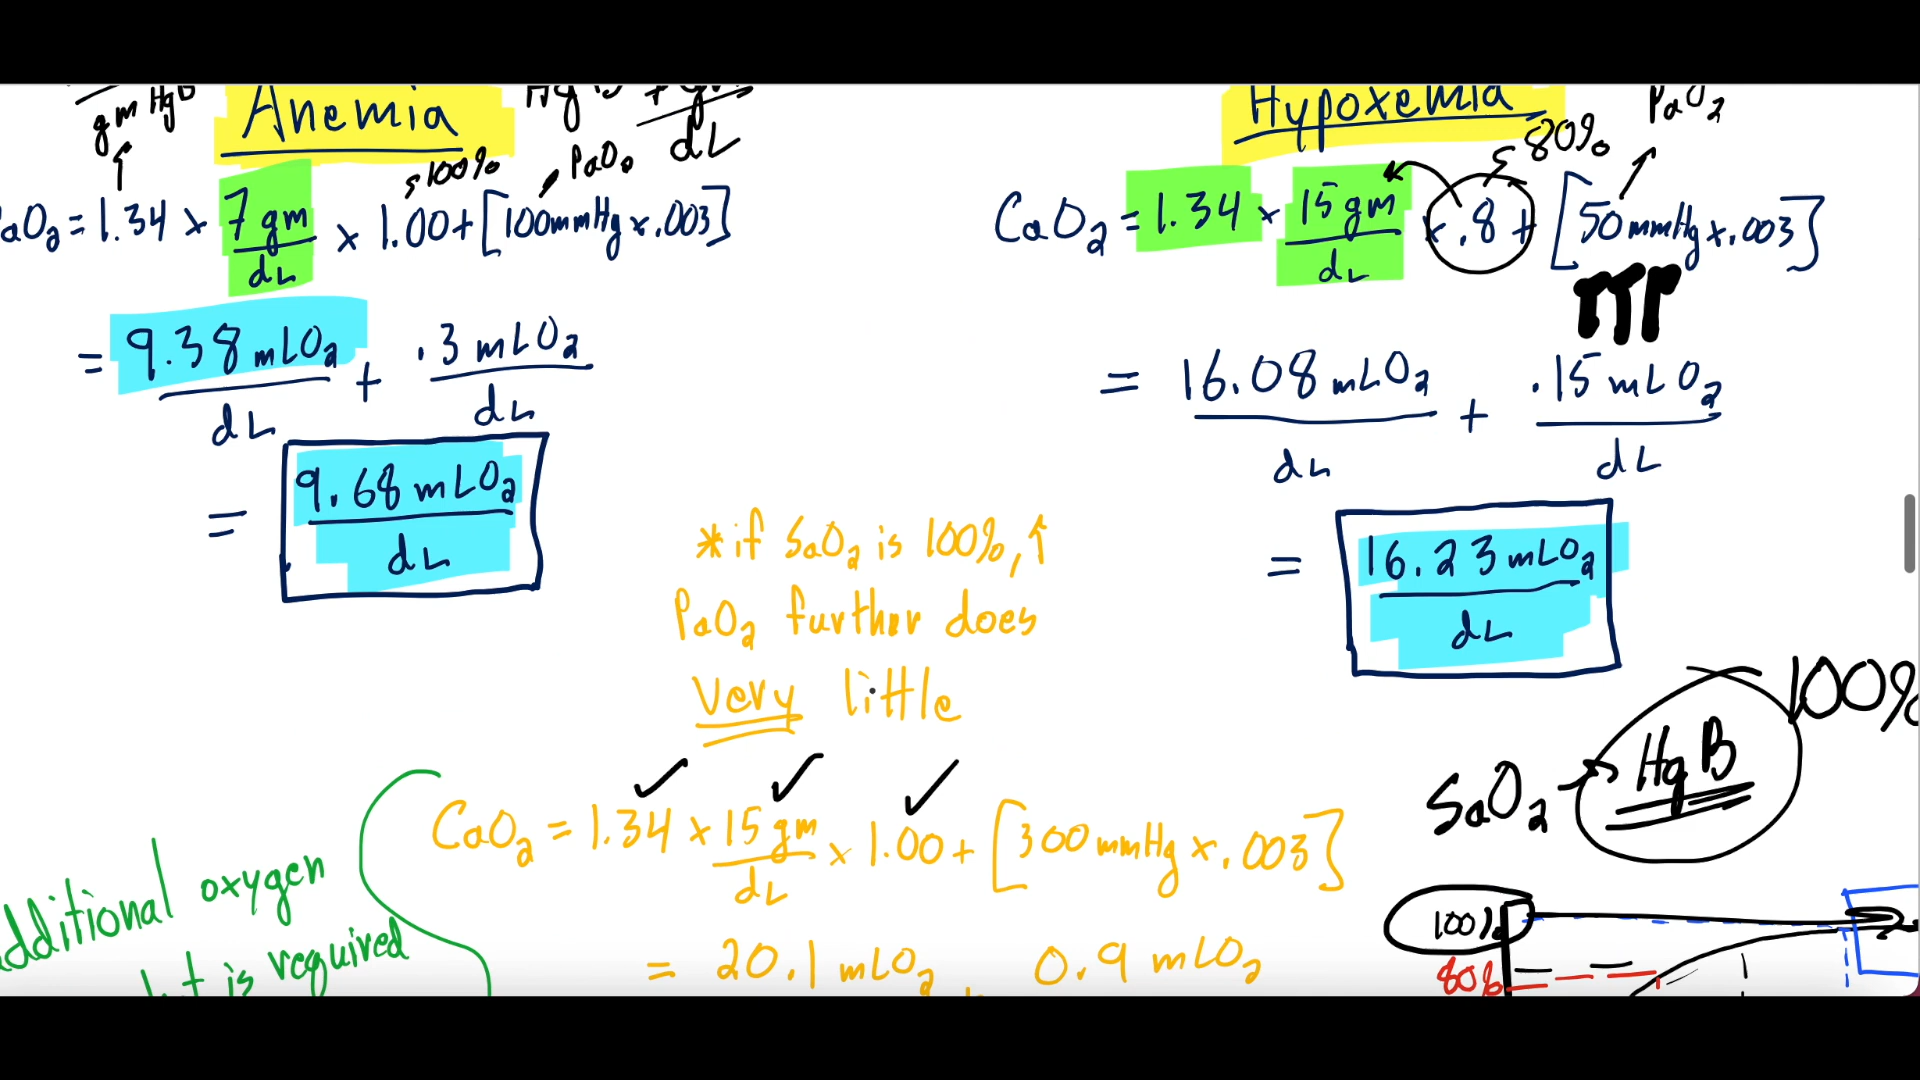 gm HgB
Anemia
dL
100%
PaO₂
aO₂ = 1.34 × 7 gm/dL × 1.00 + [100 mmHg × .003]
= 9.38 mLO₂/dL + .3 mLO₂/dL
= 9.68 mLO₂/dL
Hypoxemia
PaO₂
80%
CaO₂ = 1.34 × 15 gm/dL × .8 + [50 mmHg × .003]
= 16.08 mLO₂/dL + .15 mLO₂/dL
= 16.23 mLO₂/dL
*if SaO₂ is 100%, ↑
PaO₂ further does
very little
CaO₂ = 1.34 × 15 gm/dL × 1.00 + [300 mmHg × .003]
= 20.1 mLO₂ 0.9 mLO₂
additional oxygen
is required
100%
SaO₂ → HgB
100%
80%